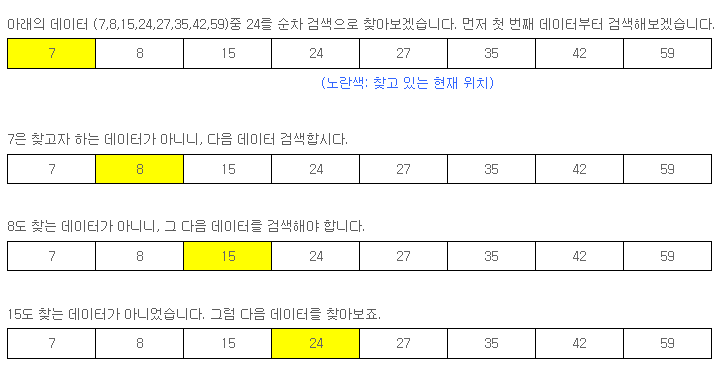 아래의 데이터 (7,8,15,24,27,35,42,59)중 24를 순차 검색으로 찾아보겠습니다. 먼저 첫 번째 데이터부터 검색해보겠습니다.
7 8 15 24 27 35 42 59
(노란색: 찾고 있는 현재 위치)
7은 찾고자 하는 데이터가 아니니, 다음 데이터 검색합시다.
7 8 15 24 27 35 42 59
8도 찾는 데이터가 아니니, 그 다음 데이터를 검색해야 합니다.
7 8 15 24 27 35 42 59
15도 찾는 데이터가 아니었습니다. 그럼 다음 데이터를 찾아보죠.
7 8 15 24 27 35 42 59